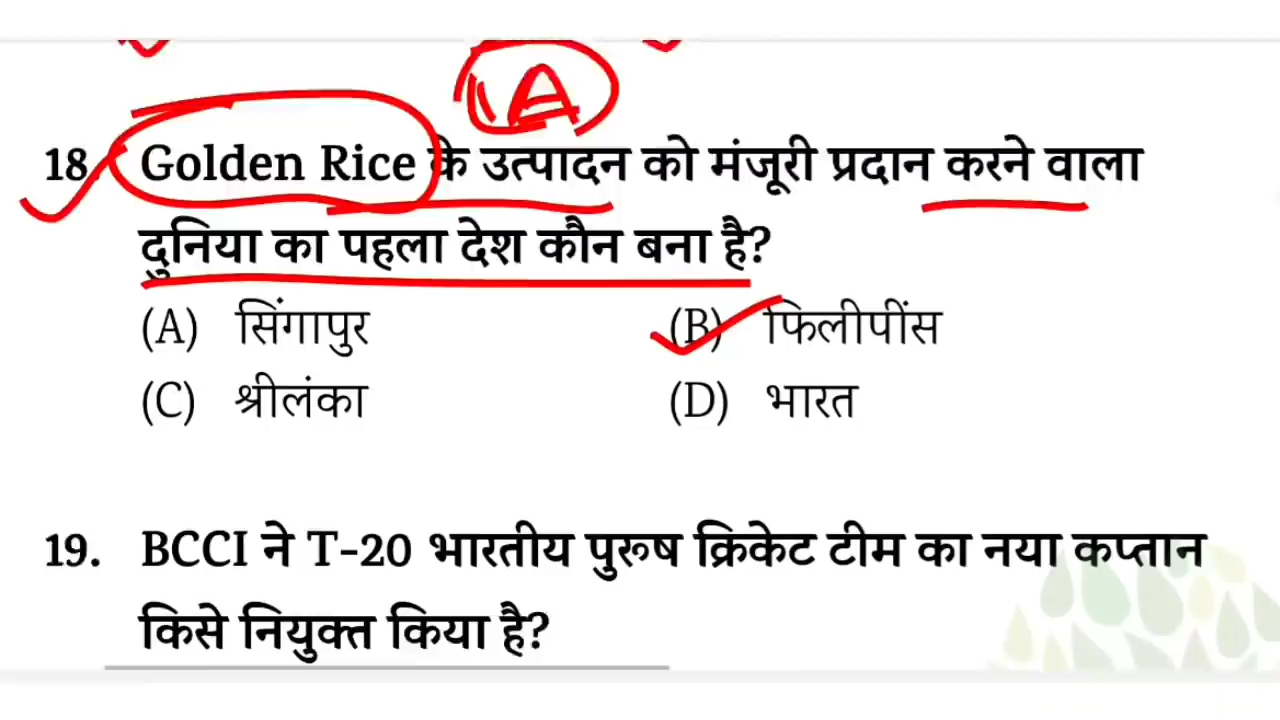 A
18. Golden Rice के उत्पादन को मंजूरी प्रदान करने वाला
दुनिया का पहला देश कौन बना है?
(A) सिंगापुर (B) फिलीपींस
(C) श्रीलंका (D) भारत
19. BCCI ने T-20 भारतीय पुरूष क्रिकेट टीम का नया कप्तान
किसे नियुक्त किया है?